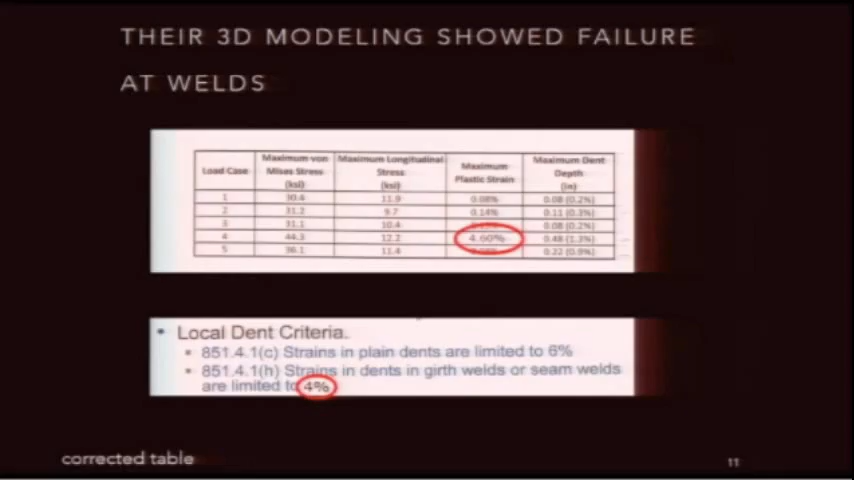 THEIR 3D MODELING SHOWED FAILURE
AT WELDS
Load Case Maximum von Mises Stress (ksi) Maximum Longitudinal Stress (ksi) Maximum Plastic Strain Maximum Dent Depth (in)
1 30.4 11.9 0.08% 0.08 (0.2%)
2 31.2 9.7 0.14% 0.11 (0.3%)
3 31.1 10.4 0.08 (0.2%)
4 44.3 12.2 4.60% 0.48 (1.3%)
5 36.1 11.4 0.22 (0.9%)
• Local Dent Criteria.
▪ 851.4.1(c) Strains in plain dents are limited to 6%
▪ 851.4.1(h) Strains in dents in girth welds or seam welds
are limited to 4%
corrected table
11